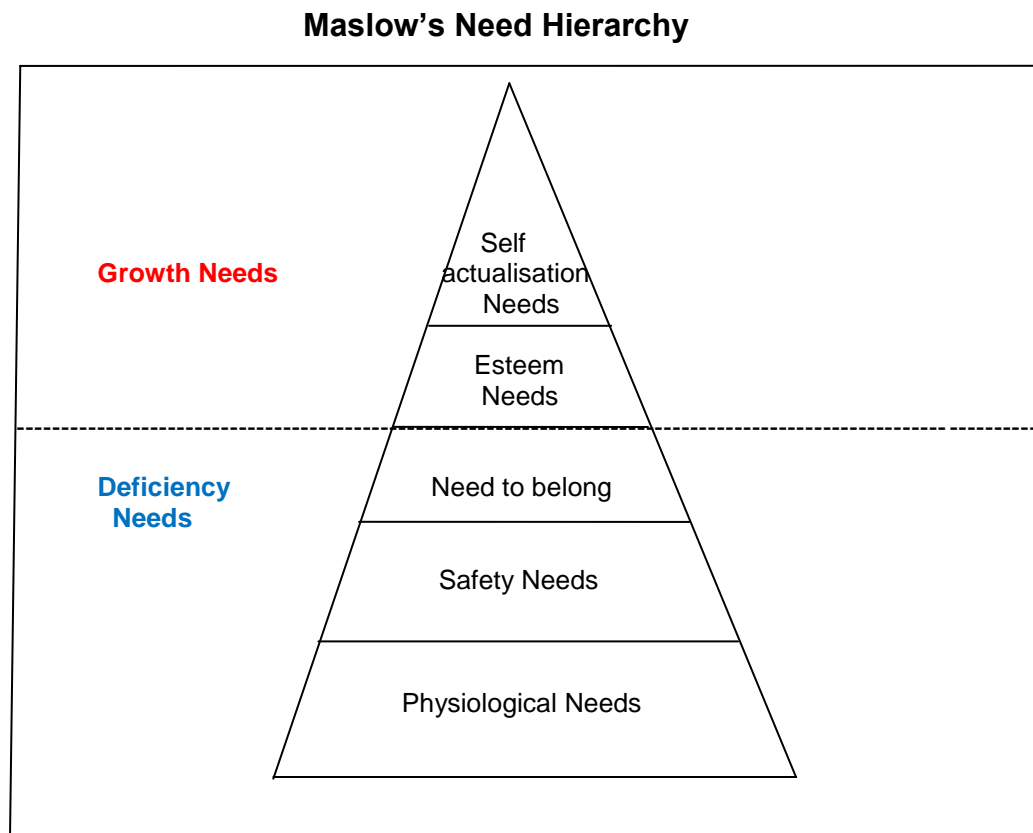 Maslow’s Need Hierarchy
Self
actualisation
Needs
Growth Needs
Esteem
Needs
Deficiency
Needs
Need to belong
Safety Needs
Physiological Needs